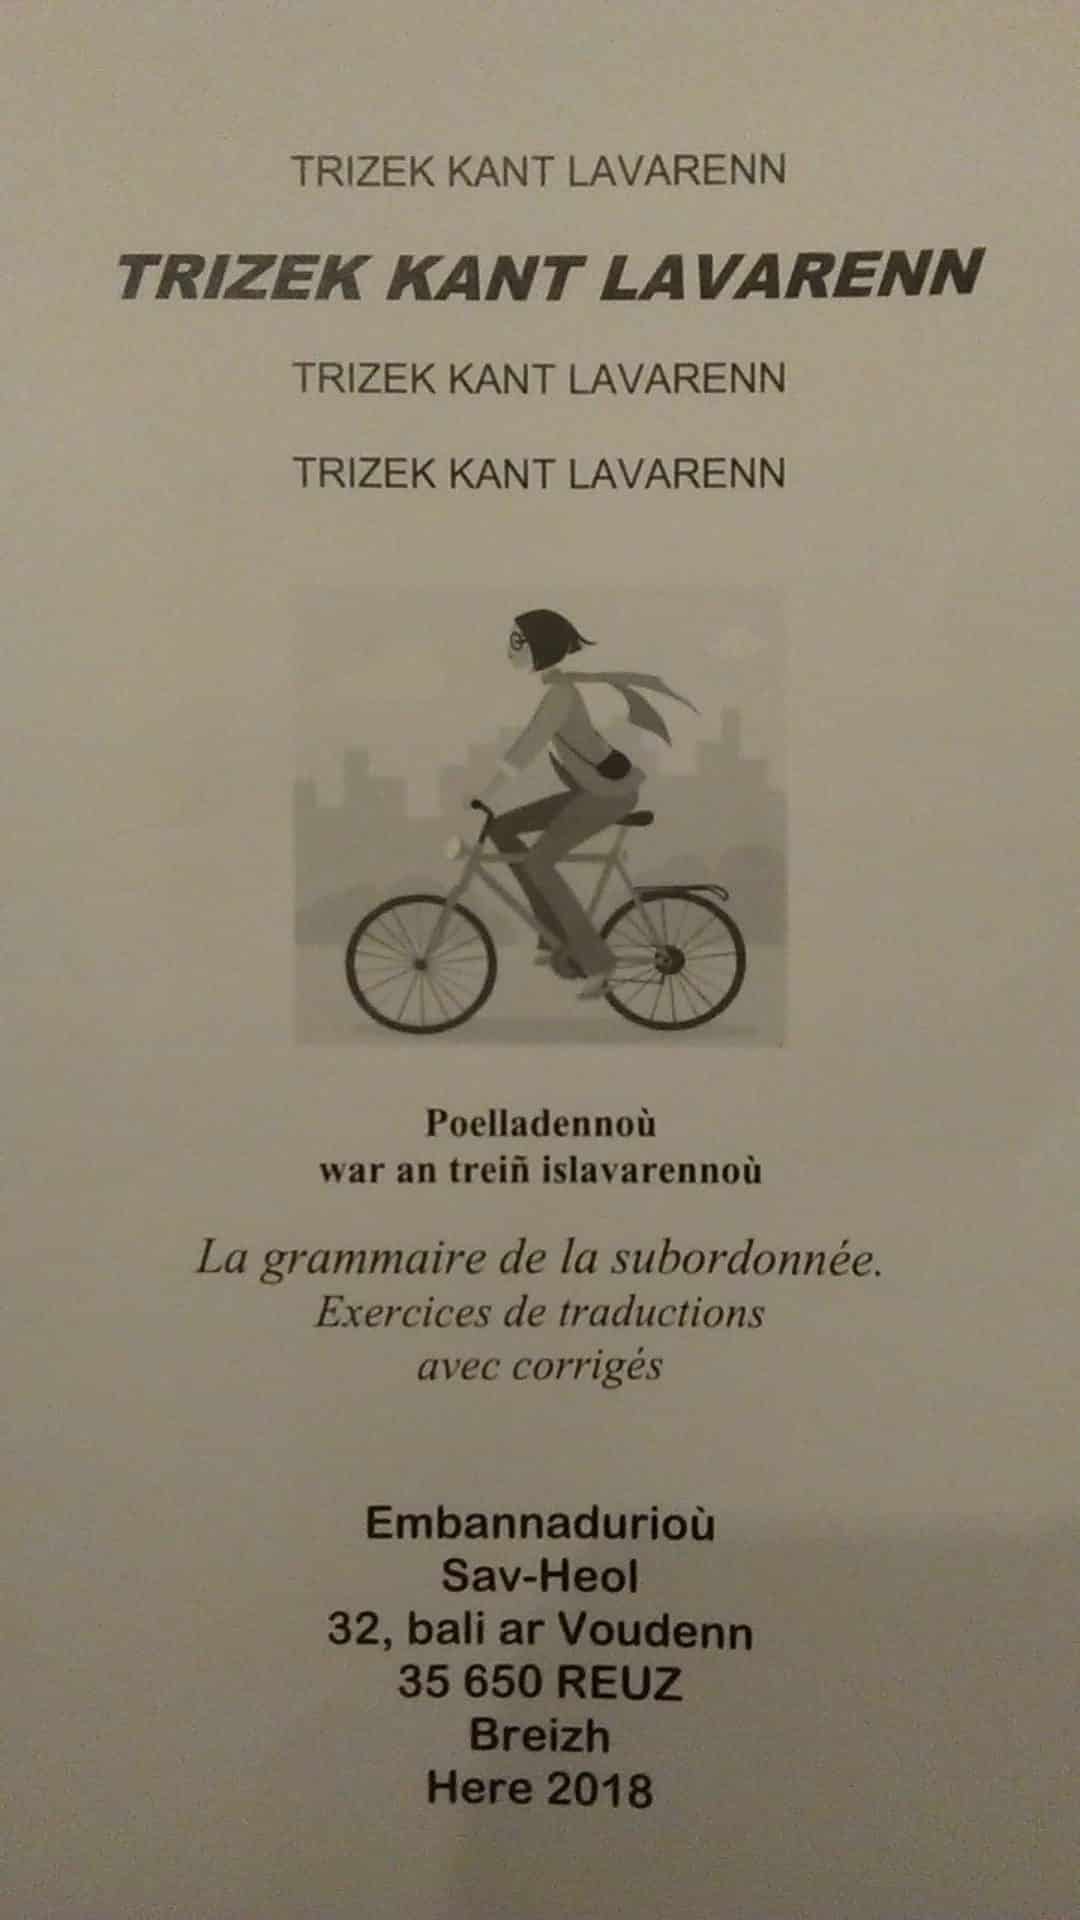 TRIZEK KANT LAVARENN
TRIZEK KANT LAVARENN
TRIZEK KANT LAVARENN
TRIZEK KANT LAVARENN
Poelladennoù
war an treiñ islavarennoù
La grammaire de la subordonnée.
Exercices de traductions
avec corrigés
Embannadurioù
Sav-Heol
32, bali ar Voudenn
35 650 REUZ
Breizh
Here 2018